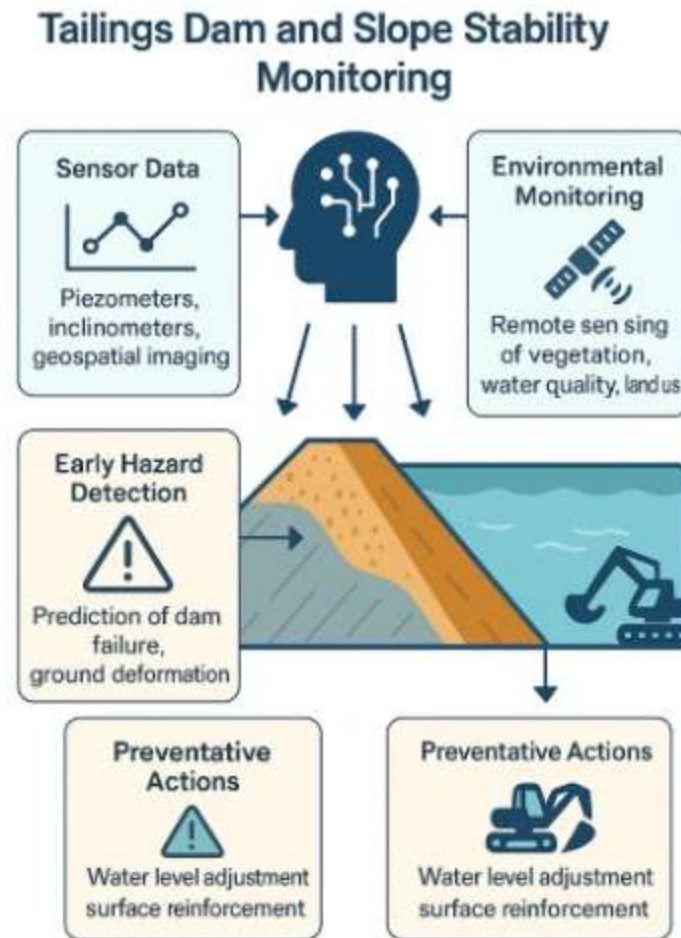 Tailings Dam and Slope Stability
Monitoring
Sensor Data
Piezometers,
inclinometers,
geospatial imaging
Environmental
Monitoring
Remote sen sing
of vegetation,
water quality, land us
Early Hazard
Detection
Prediction of dam
failure,
ground deformation
Preventative
Actions
Water level adjustment
surface reinforcement
Preventative Actions
Water level adjustment
surface reinforcement